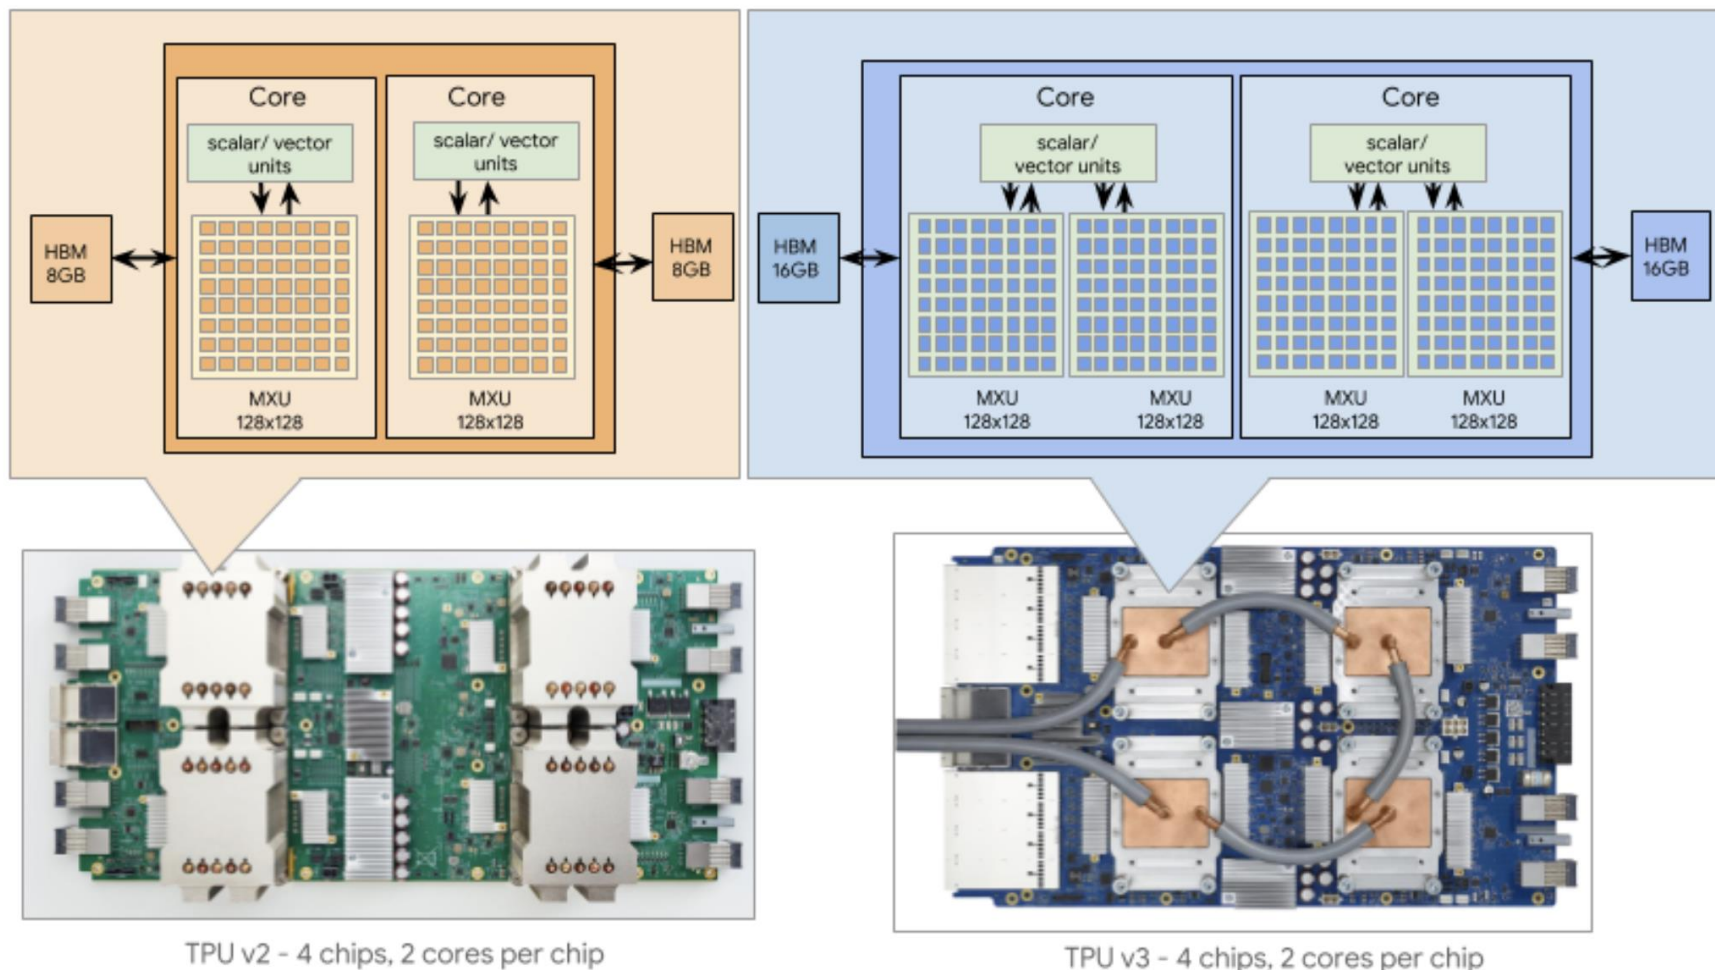 Core
scalar/ vector
units
Core
scalar/ vector
units
HBM
8GB
HBM
8GB
MXU
128x128
MXU
128x128
Core
scalar/
vector units
Core
scalar/
vector units
HBM
16GB
HBM
16GB
MXU
128x128
MXU
128x128
MXU
128x128
MXU
128x128
TPU v2 - 4 chips, 2 cores per chip
TPU v3 - 4 chips, 2 cores per chip